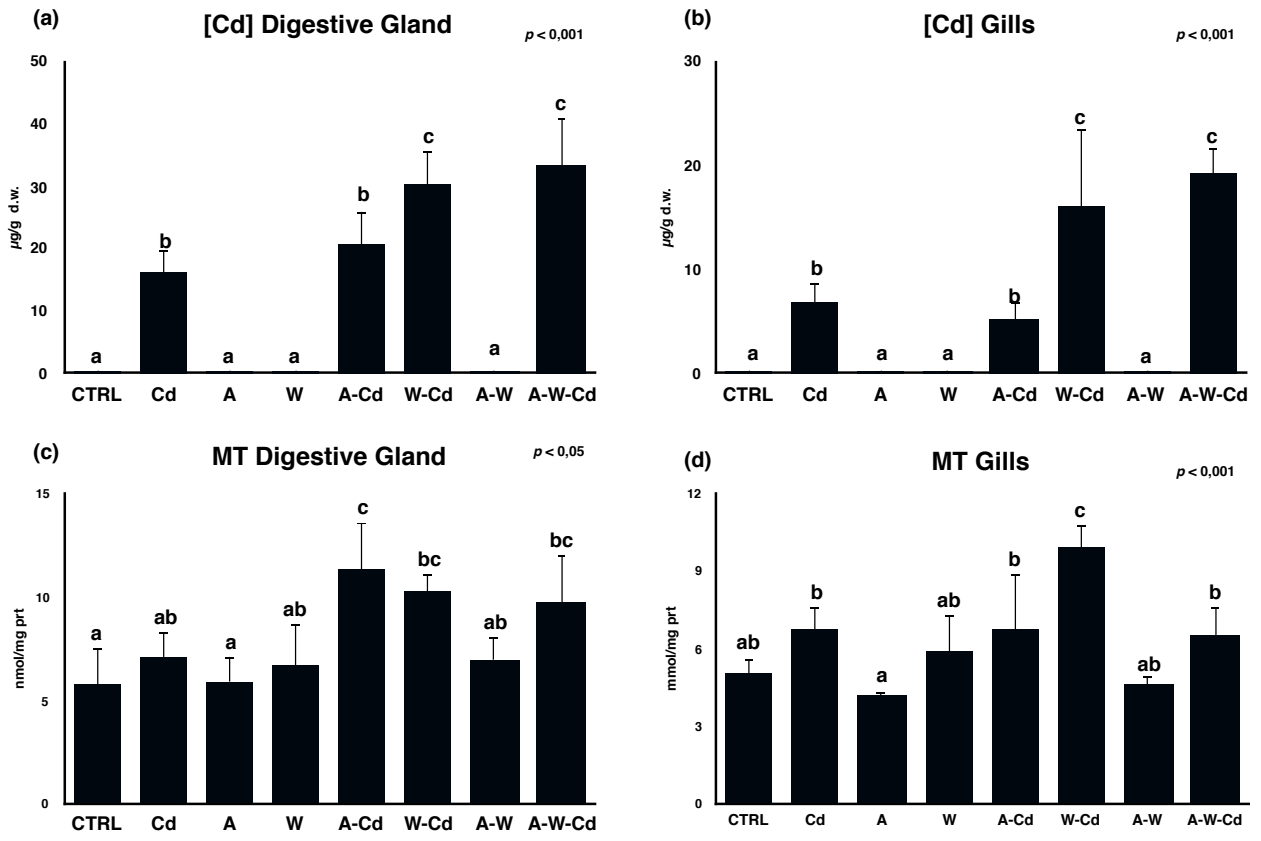 (a)
[Cd] Digestive Gland
p < 0,001
50
40
30
20
10
0
µg/g d.w.
a
b
a
a
b
c
a
c
CTRL Cd A W A-Cd W-Cd A-W A-W-Cd
(b)
[Cd] Gills
p < 0,001
30
20
10
0
µg/g d.w.
a
b
a
a
b
c
a
c
CTRL Cd A W A-Cd W-Cd A-W A-W-Cd
(c)
MT Digestive Gland
p < 0,05
15
10
5
0
nmol/mg prt
a
ab
a
ab
c
bc
ab
bc
CTRL Cd A W A-Cd W-Cd A-W A-W-Cd
(d)
MT Gills
p < 0,001
12
9
6
3
0
mmol/mg prt
ab
b
a
ab
b
c
ab
b
CTRL Cd A W A-Cd W-Cd A-W A-W-Cd